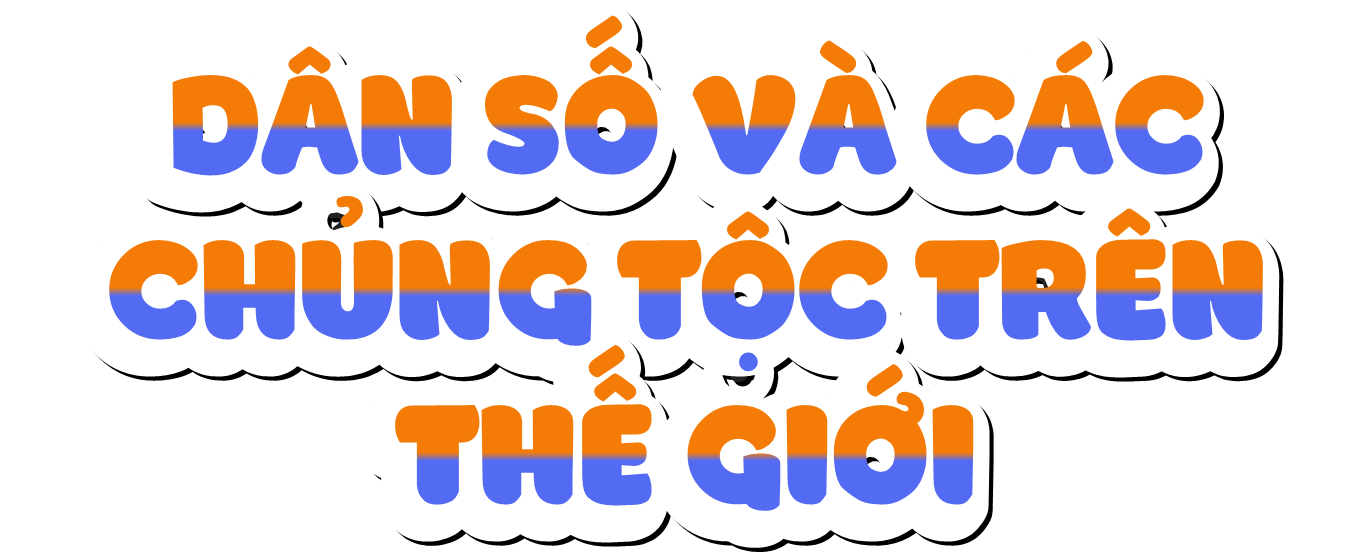 DÂN SỐ VÀ CÁC
CHỦNG TỘC TRÊN
THẾ GIỚI